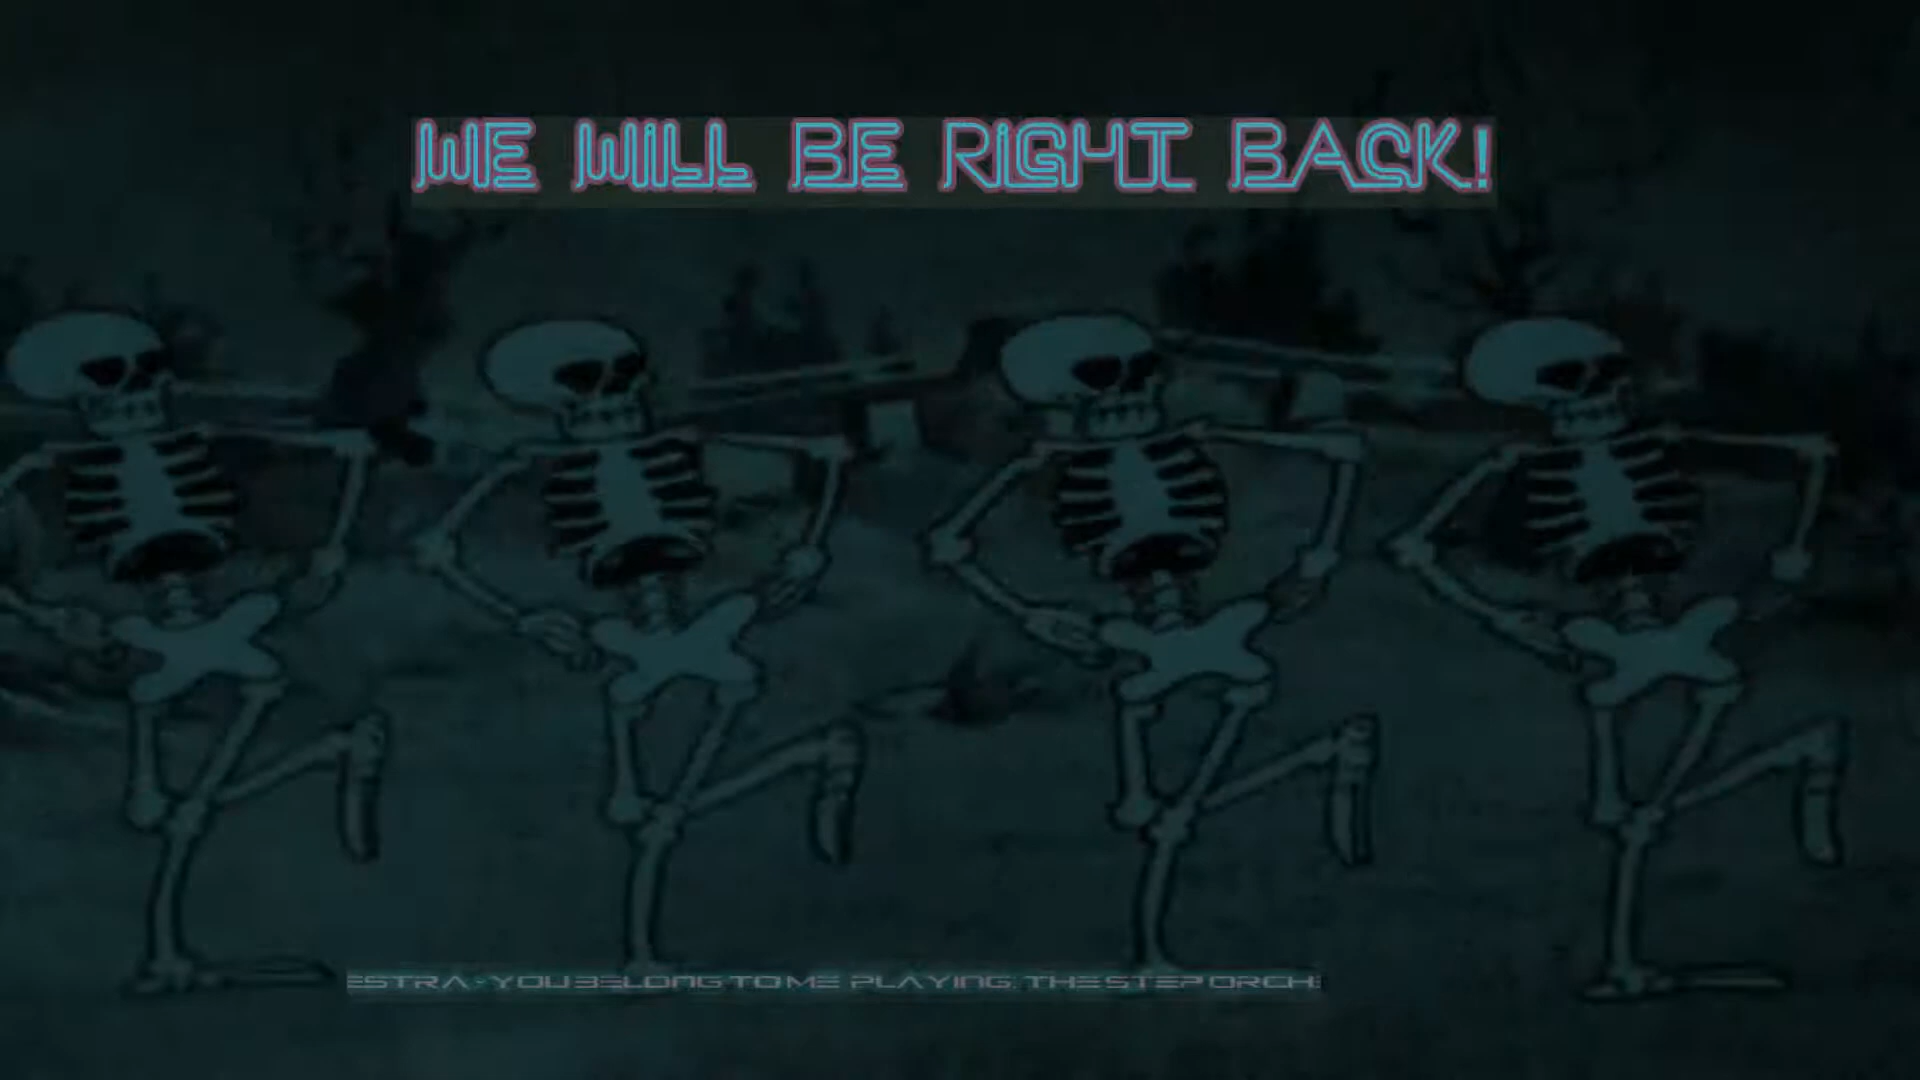 WE WILL BE RIGHT BACK!
ESTRA - YOU BELONG TO ME PLAYING: THE STEP ORCH